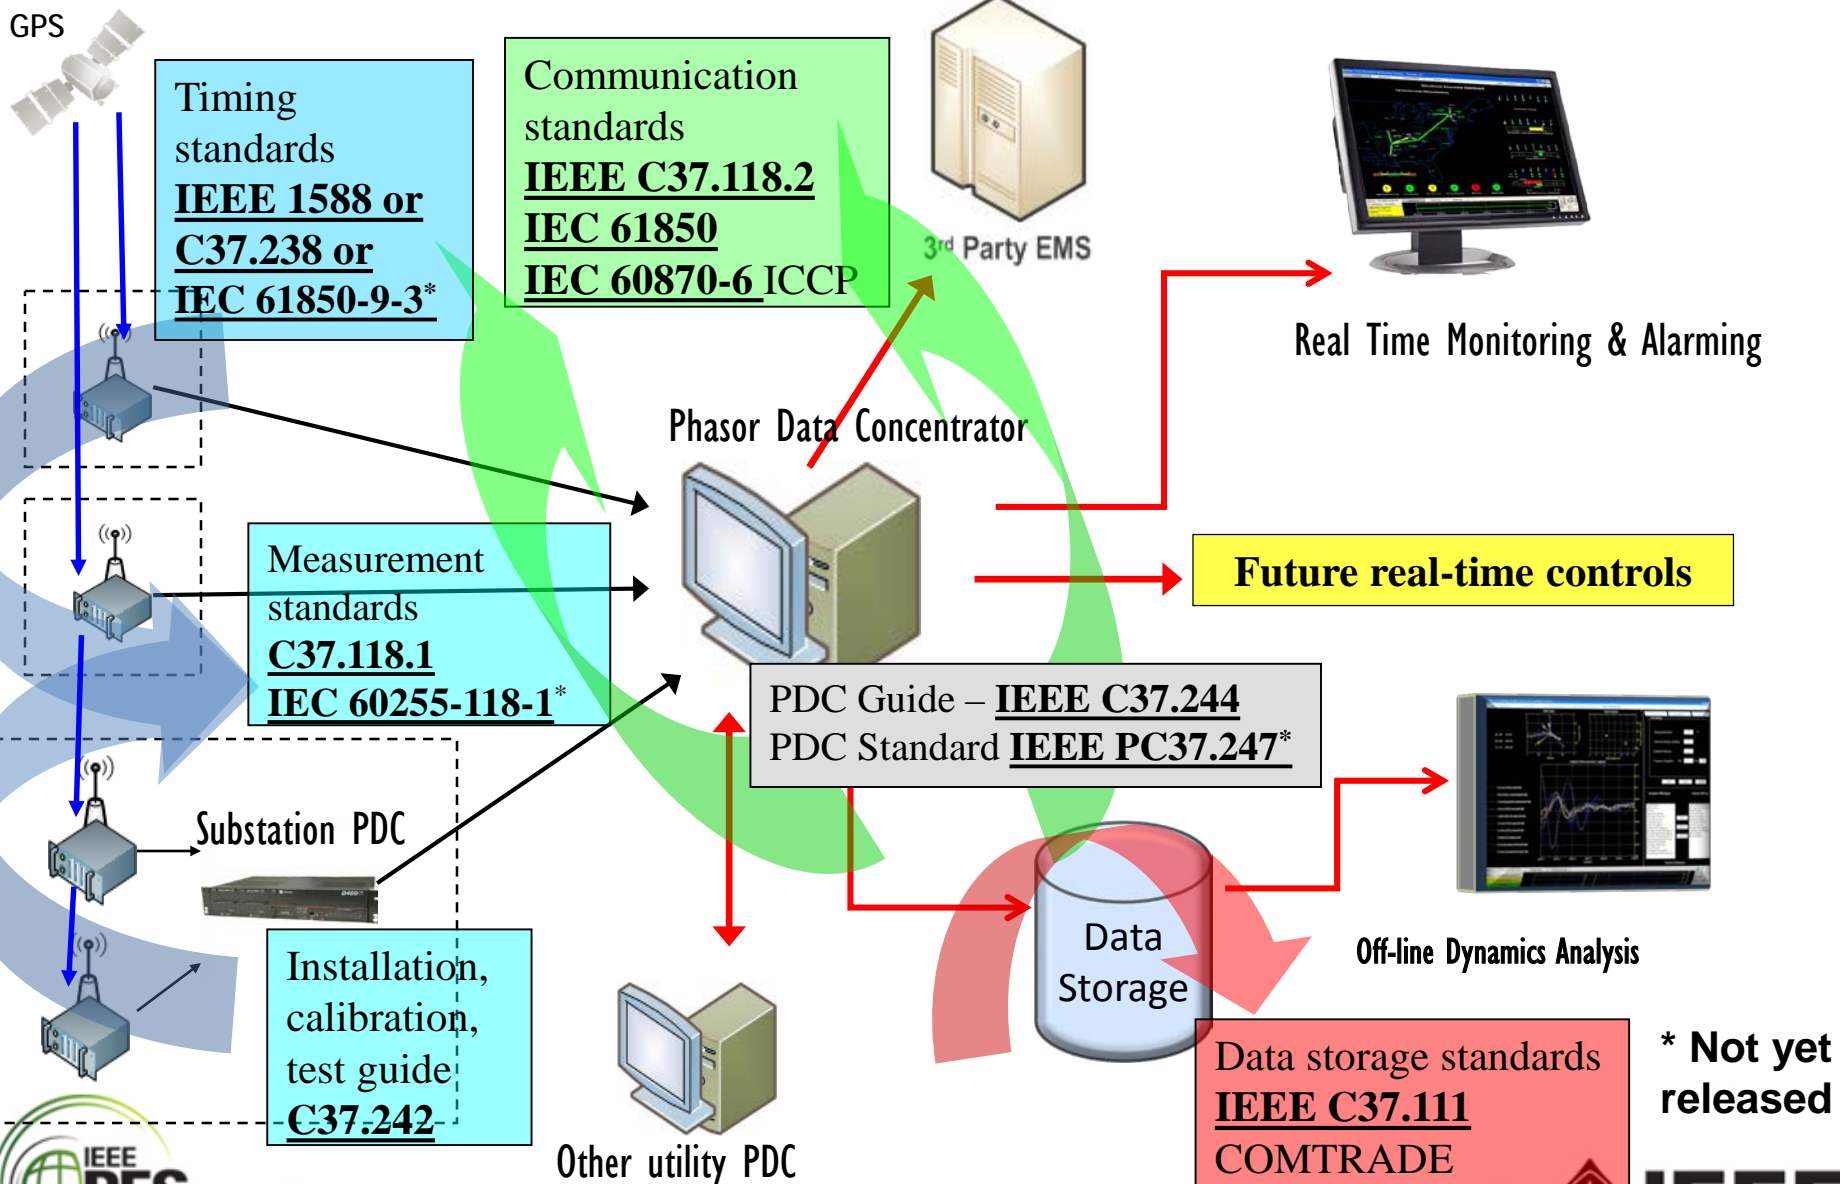 GPS
Timing
standards
IEEE 1588 or
C37.238 or
IEC 61850-9-3*
Communication
standards
IEEE C37.118.2
IEC 61850
IEC 60870-6 ICCP
3rd Party EMS
Real Time Monitoring & Alarming
Phasor Data Concentrator
Measurement
standards
C37.118.1
IEC 60255-118-1*
Future real-time controls
PDC Guide – IEEE C37.244
PDC Standard IEEE PC37.247*
Substation PDC
Installation,
calibration,
test guide
C37.242
Data
Storage
Off-line Dynamics Analysis
Other utility PDC
Data storage standards
IEEE C37.111
COMTRADE
* Not yet
released
IEEE
PES
IEEE